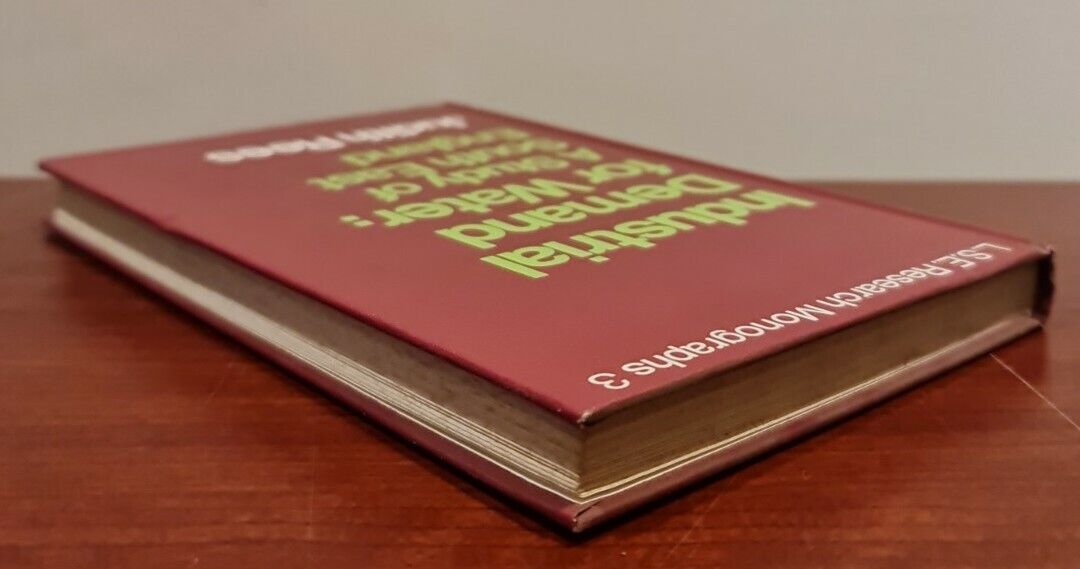 L.S.E. Research Monographs 3
Industrial
Demand
for Water:
A Study of
South East
England
Judith Rees